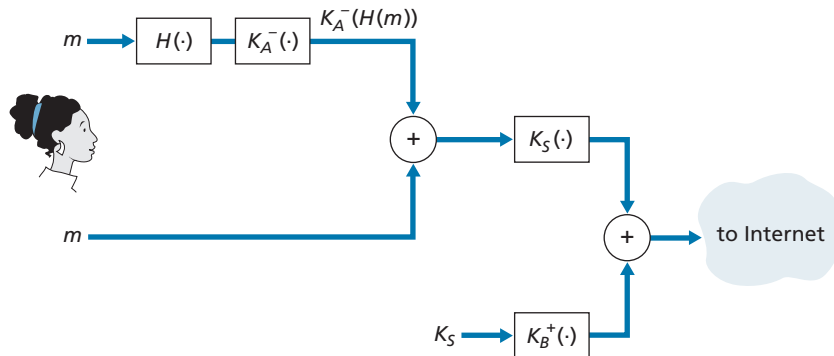 K_A^-(H(m))
m H(·) K_A^-(·)
+ K_S(·)
m + to Internet
K_S K_B^+(·)